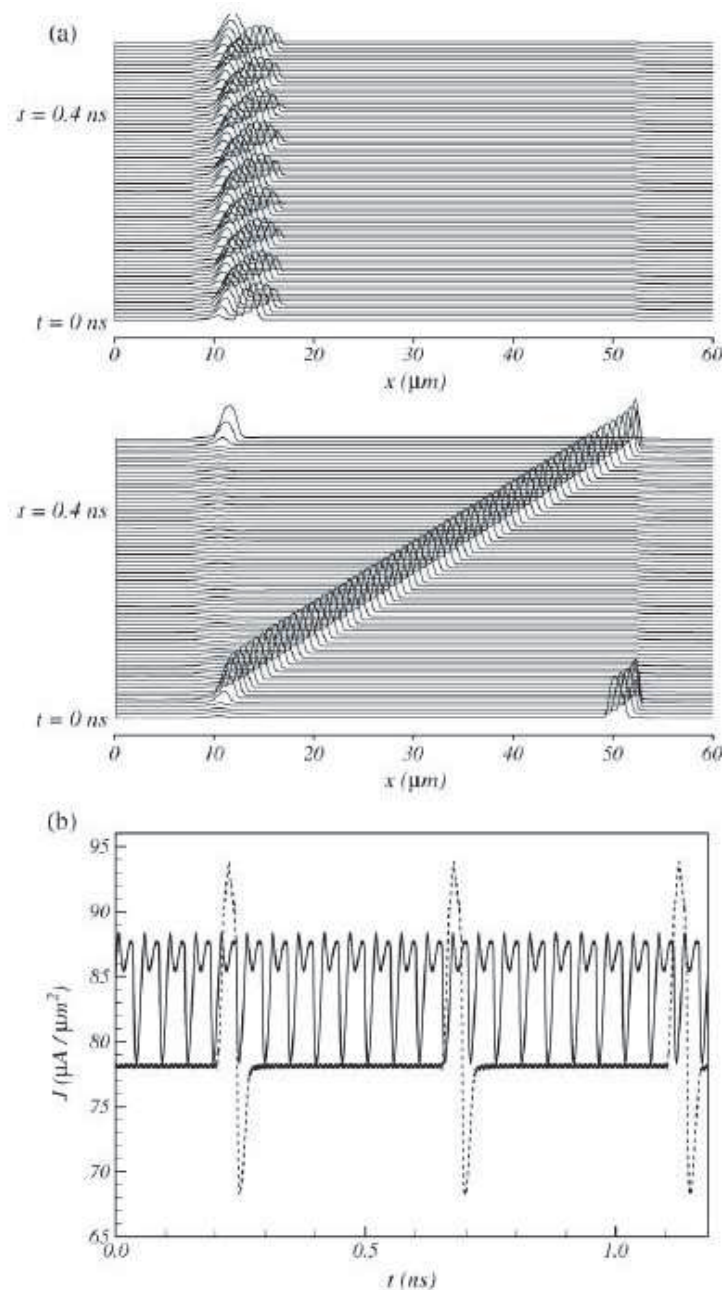 (a)
t = 0.4 ns
t = 0 ns
0 10 20 30 40 50 60
x (μm)
t = 0.4 ns
t = 0 ns
0 10 20 30 40 50 60
x (μm)
(b)
95
90
85
80
75
70
65
J (μA / μm²)
0.0 0.5 1.0
t (ns)